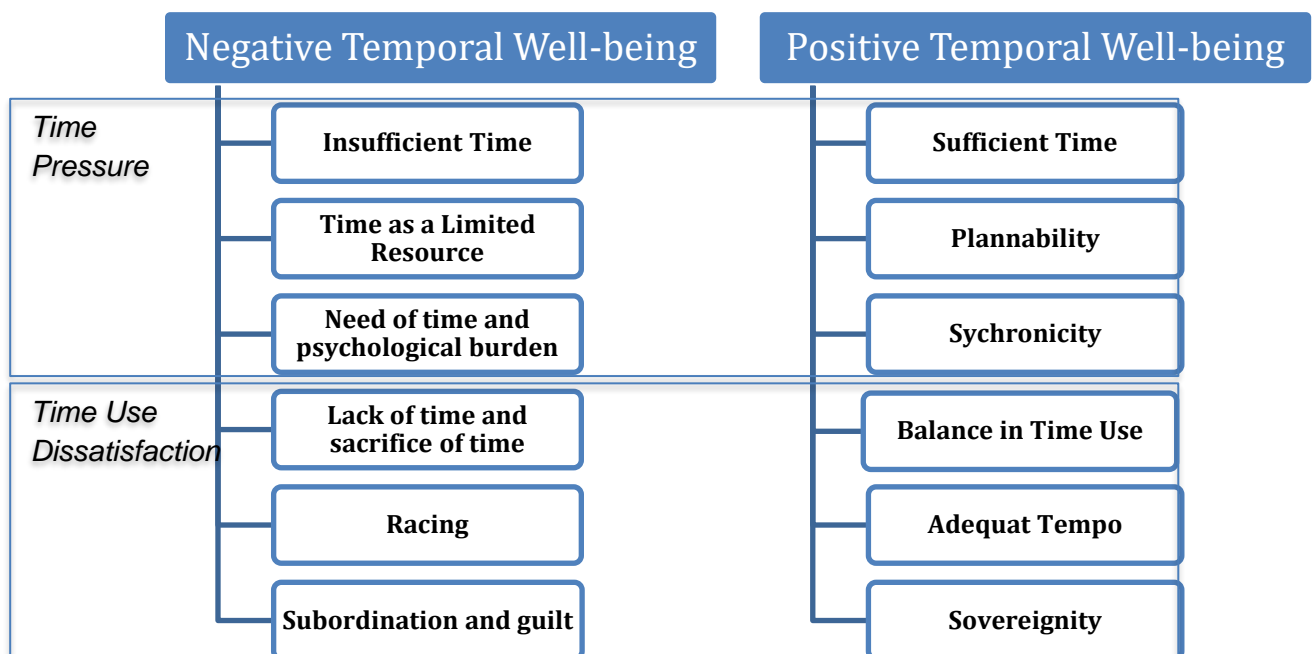 Negative Temporal Well-being
Positive Temporal Well-being
Time
Pressure
Insufficient Time
Sufficient Time
Time as a Limited
Resource
Plannability
Need of time and
psychological burden
Sychronicity
Time Use
Dissatisfaction
Lack of time and
sacrifice of time
Balance in Time Use
Racing
Adequat Tempo
Subordination and guilt
Sovereignity